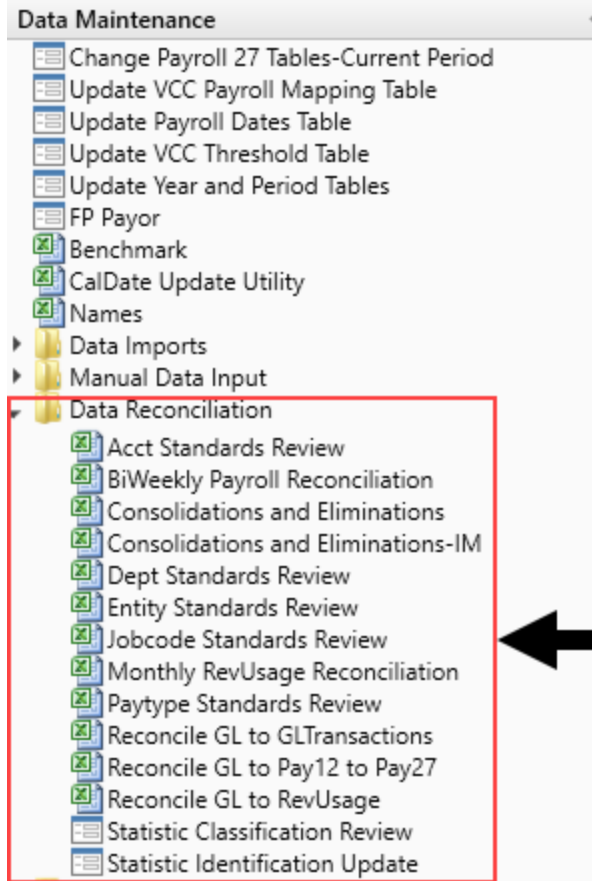 Data Maintenance
Change Payroll 27 Tables-Current Period
Update VCC Payroll Mapping Table
Update Payroll Dates Table
Update VCC Threshold Table
Update Year and Period Tables
FP Payor
Benchmark
CalDate Update Utility
Names
Data Imports
Manual Data Input
Data Reconciliation
Acct Standards Review
BiWeekly Payroll Reconciliation
Consolidations and Eliminations
Consolidations and Eliminations-IM
Dept Standards Review
Entity Standards Review
Jobcode Standards Review
Monthly RevUsage Reconciliation
Paytype Standards Review
Reconcile GL to GLTransactions
Reconcile GL to Pay12 to Pay27
Reconcile GL to RevUsage
Statistic Classification Review
Statistic Identification Update